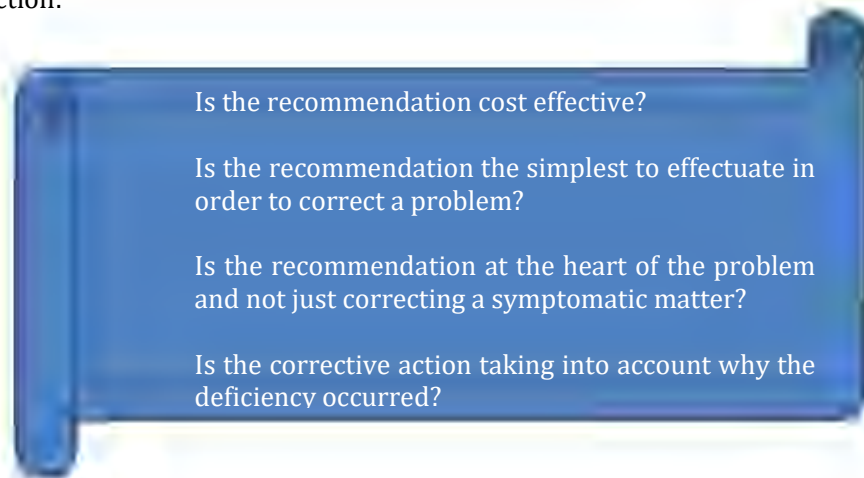 ction.
Is the recommendation cost effective?
Is the recommendation the simplest to effectuate in
order to correct a problem?
Is the recommendation at the heart of the problem
and not just correcting a symptomatic matter?
Is the corrective action taking into account why the
deficiency occurred?